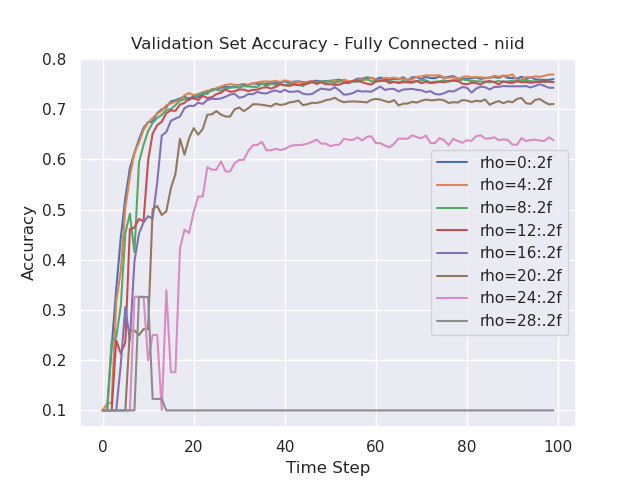 Validation Set Accuracy - Fully Connected - niid
Accuracy
0.8
0.7
0.6
0.5
0.4
0.3
0.2
0.1
rho=0:.2f
rho=4:.2f
rho=8:.2f
rho=12:.2f
rho=16:.2f
rho=20:.2f
rho=24:.2f
rho=28:.2f
0 20 40 60 80 100
Time Step